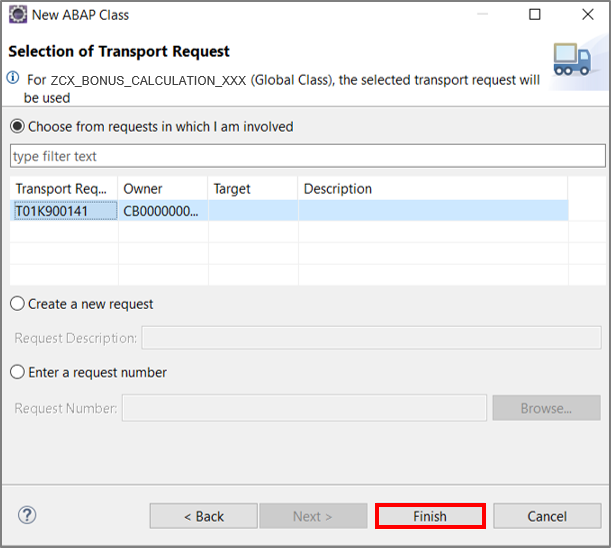 New ABAP Class
Selection of Transport Request
For ZCX_BONUS_CALCULATION_XXX (Global Class), the selected transport request will
be used
Choose from requests in which I am involved
type filter text
Transport Req... Owner Target Description
T01K900141 CB0000000...
Create a new request
Request Description:
Enter a request number
Request Number: Browse...
? < Back Next > Finish Cancel